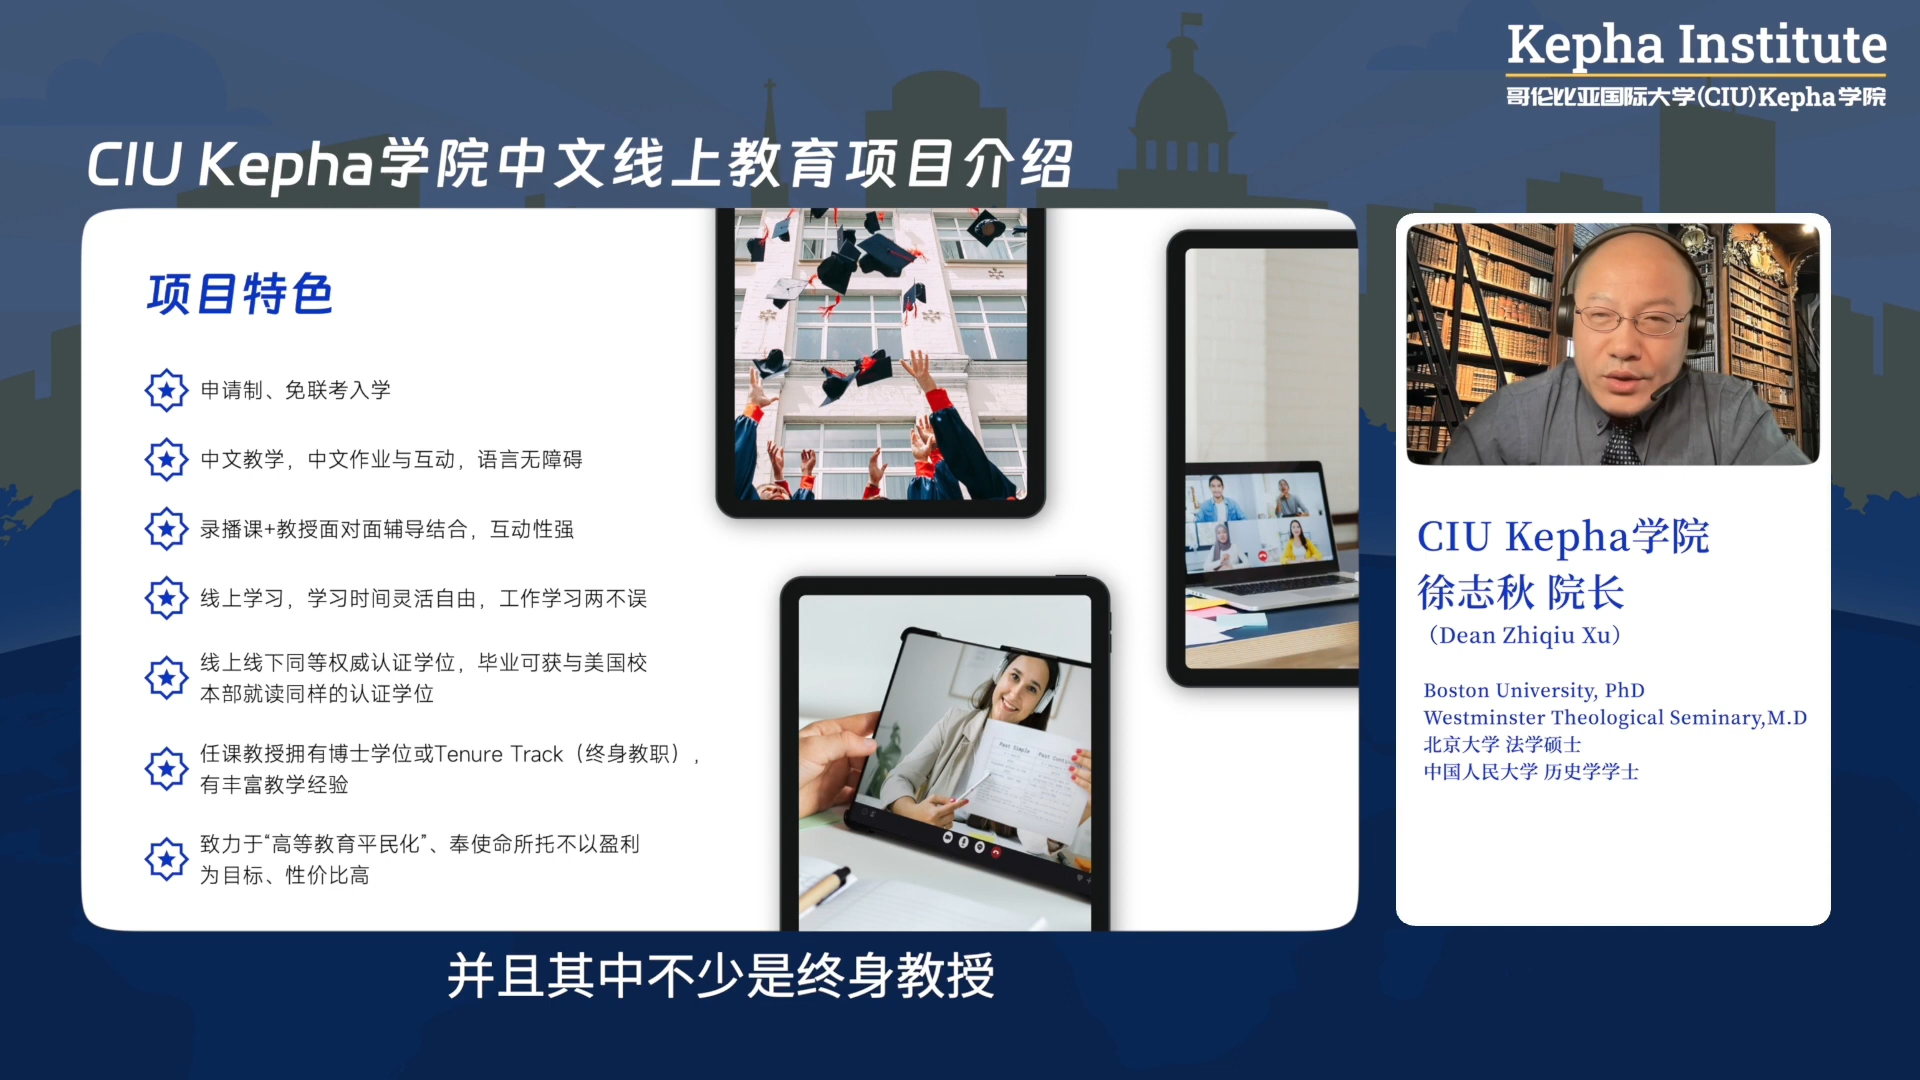 Kepha Institute
哥伦比亚国际大学(CIU)Kepha学院
CIU Kepha学院中文线上教育项目介绍
项目特色
申请制、免联考入学
中文教学，中文作业与互动，语言无障碍
录播课+教授面对面辅导结合，互动性强
线上学习，学习时间灵活自由，工作学习两不误
线上线下同等权威认证学位，毕业可获与美国校
本部就读同样的认证学位
任课教授拥有博士学位或Tenure Track（终身教职），
有丰富教学经验
致力于“高等教育平民化”、奉使命所托不以盈利
为目标、性价比高
Past Simple
CIU Kepha学院
徐志秋 院长
（Dean Zhiqiu Xu）
Boston University, PhD
Westminster Theological Seminary,M.D
北京大学 法学硕士
中国人民大学 历史学学士
并且其中不少是终身教授